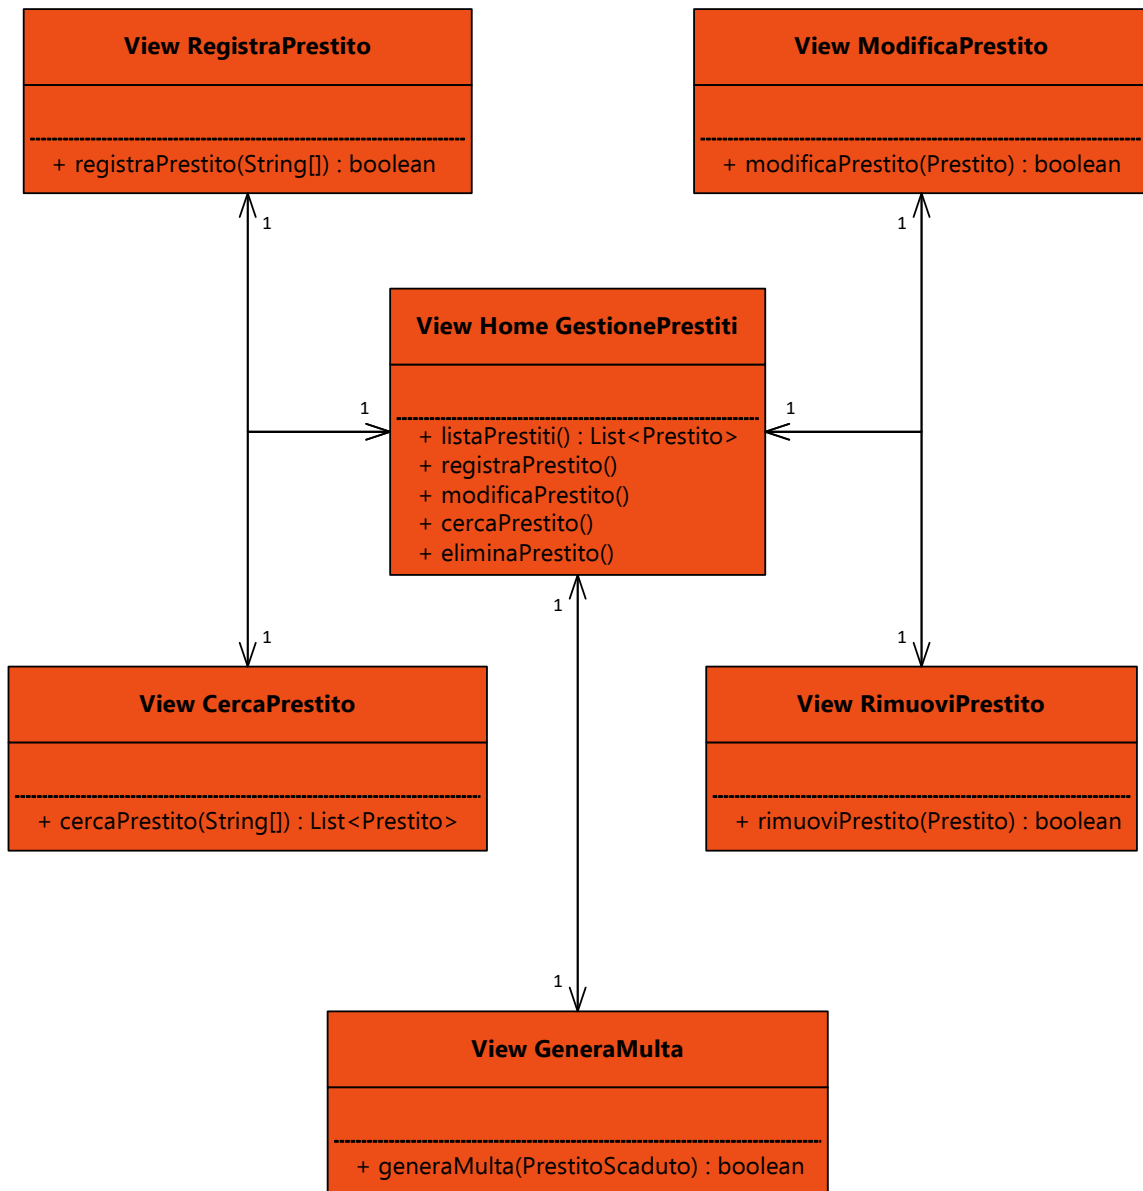 View RegistraPrestito
+ registraPrestito(String[]) : boolean
View ModificaPrestito
+ modificaPrestito(Prestito) : boolean
1
1
View Home GestionePrestiti
1
1
+ listaPrestiti() : List<Prestito>
+ registraPrestito()
+ modificaPrestito()
+ cercaPrestito()
+ eliminaPrestito()
1
1
1
View CercaPrestito
+ cercaPrestito(String[]) : List<Prestito>
View RimuoviPrestito
+ rimuoviPrestito(Prestito) : boolean
1
View GeneraMulta
+ generaMulta(PrestitoScaduto) : boolean